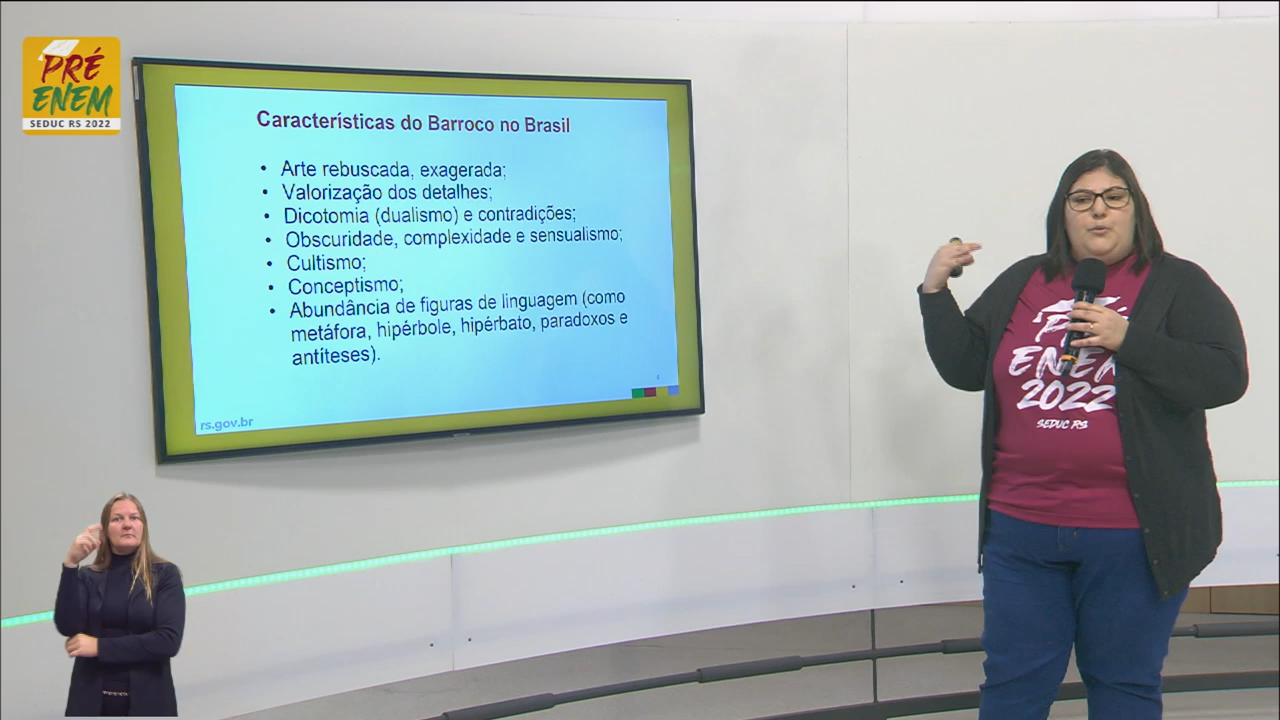 PRÉ
ENEM
SEDUC RS 2022
Características do Barroco no Brasil
• Arte rebuscada, exagerada;
• Valorização dos detalhes;
• Dicotomia (dualismo) e contradições;
• Obscuridade, complexidade e sensualismo;
• Cultismo;
• Conceptismo;
• Abundância de figuras de linguagem (como
metáfora, hipérbole, hipérbato, paradoxos e
antíteses).
4
rs.gov.br
PRÉ
ENEM
2022
SEDUC RS